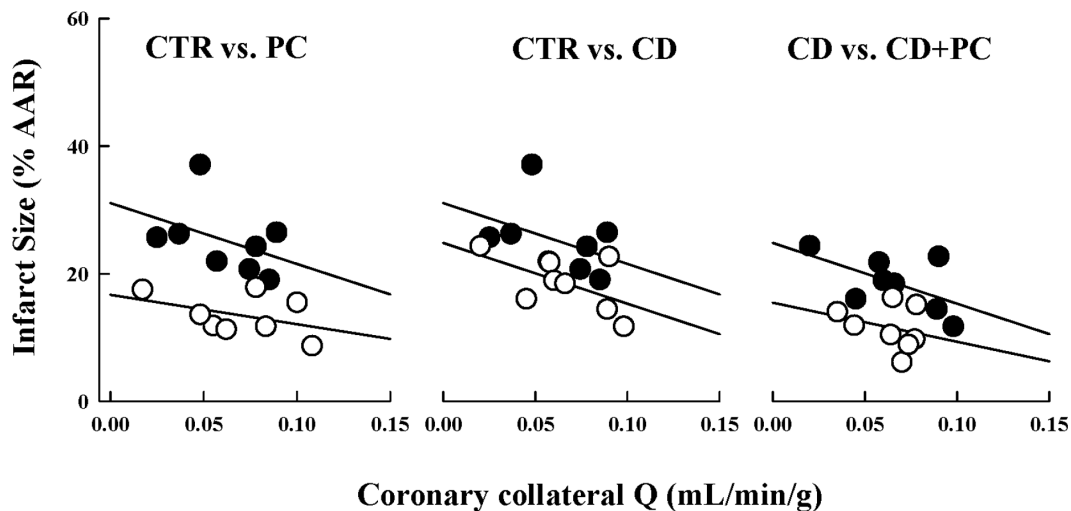 CTR vs. PC
CTR vs. CD
CD vs. CD+PC
Infarct Size (% AAR)
60
40
20
0
0.00 0.05 0.10 0.15
0.00 0.05 0.10 0.15
0.00 0.05 0.10 0.15
Coronary collateral Q (mL/min/g)